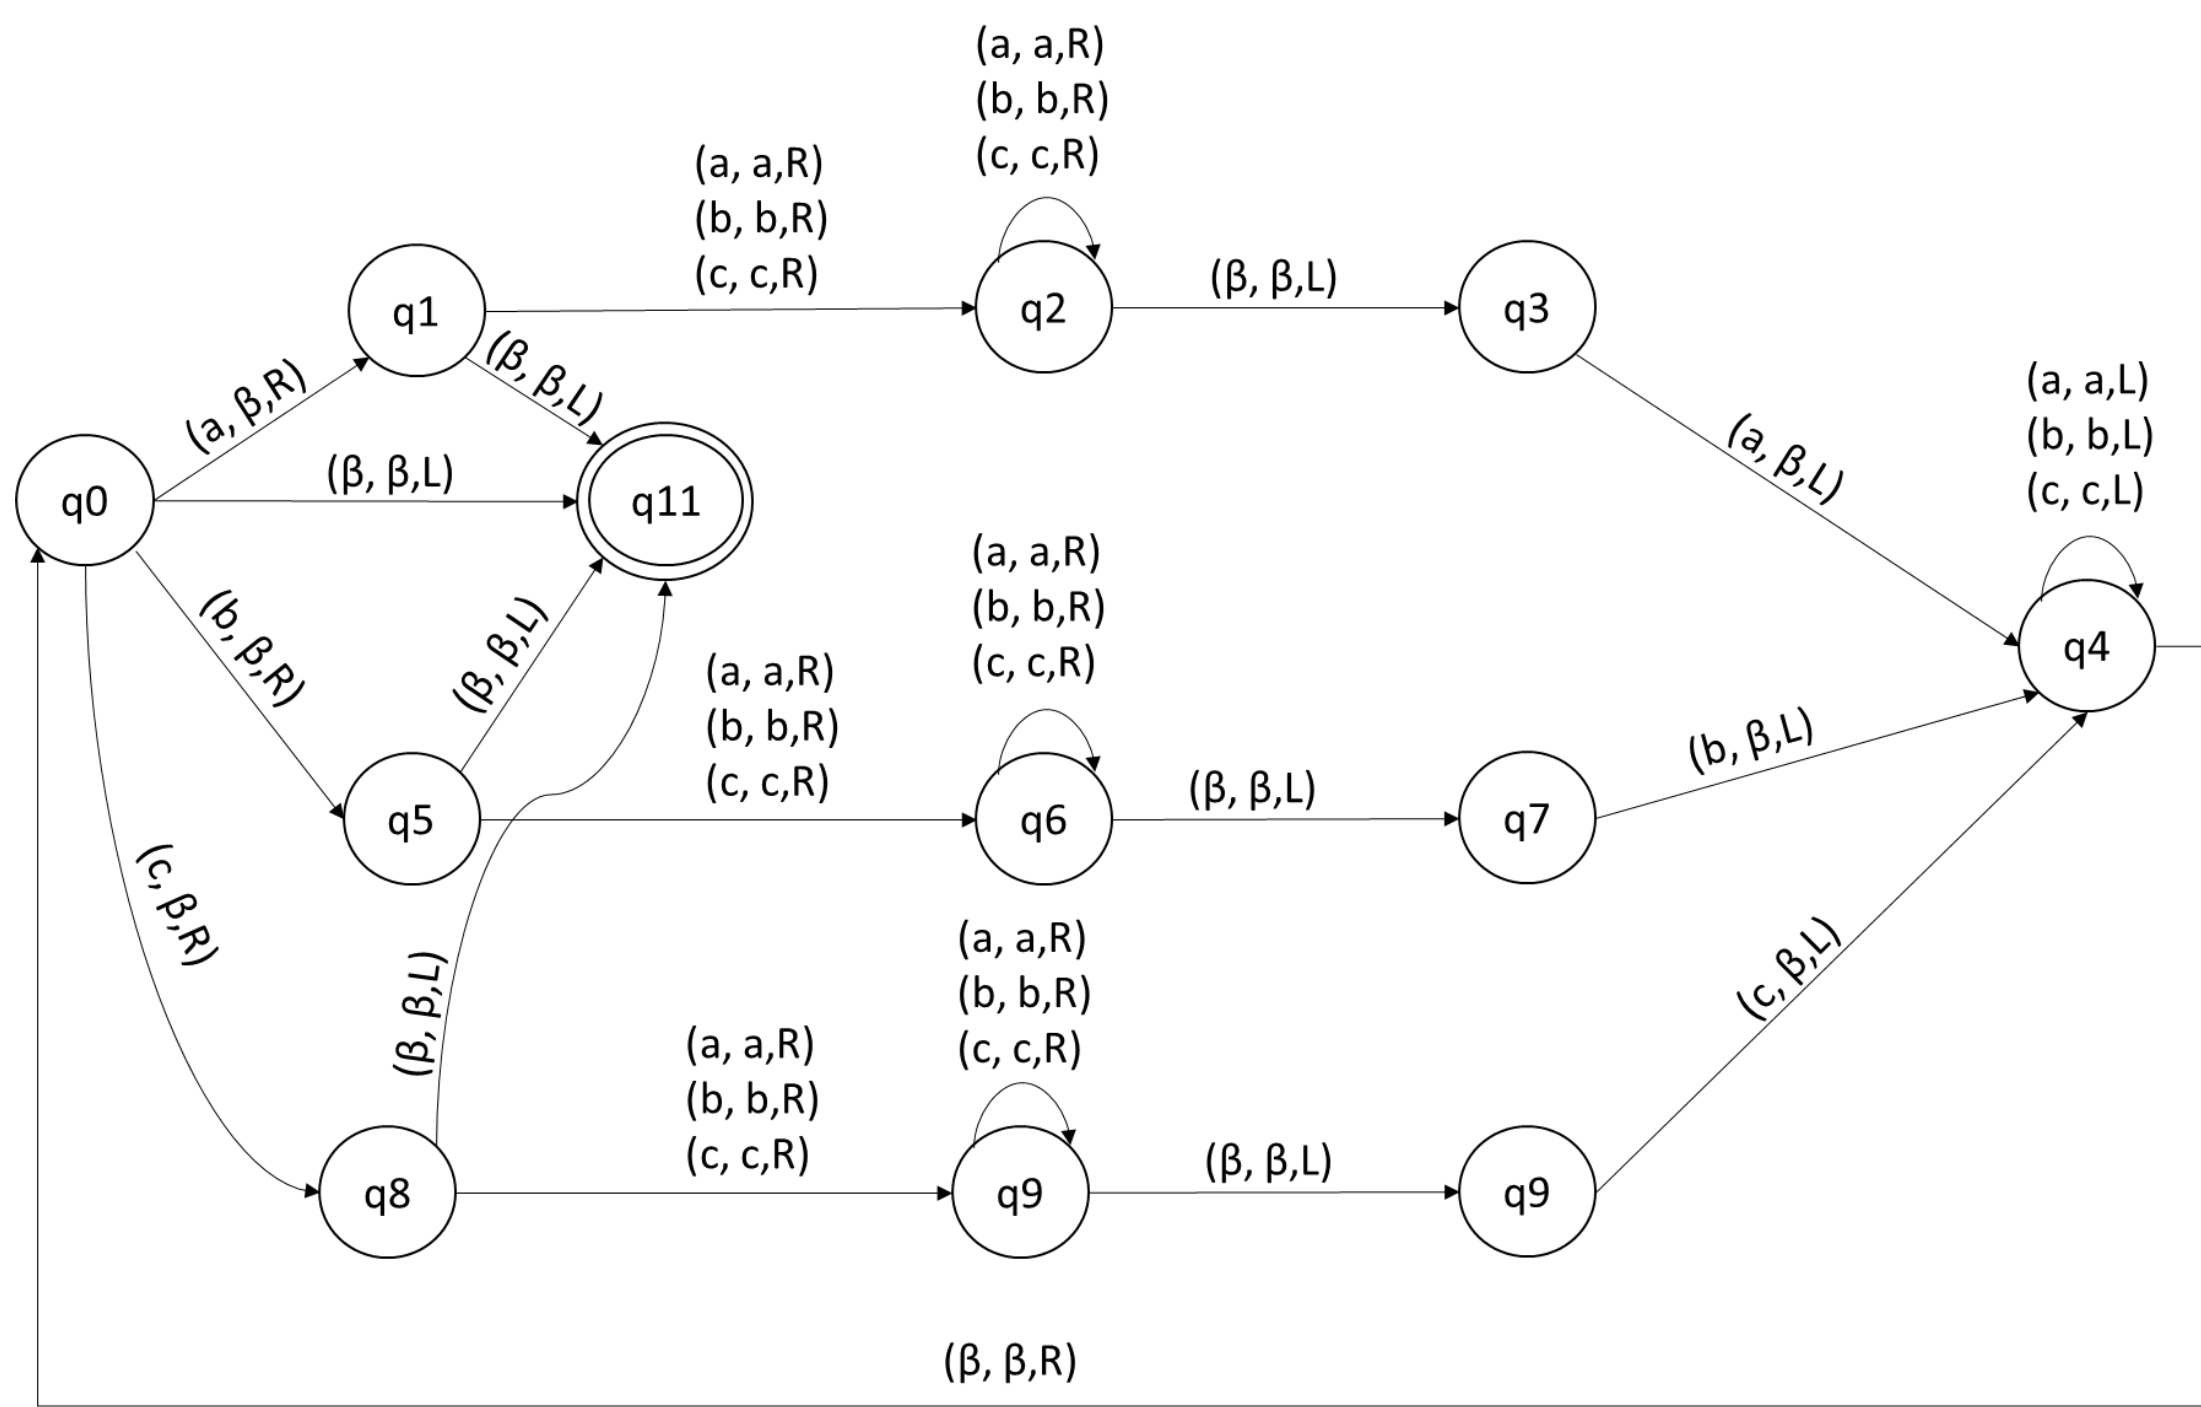 (a, a,R)
(b, b,R)
(c, c,R)
(a, a,R)
(b, b,R)
(c, c,R)
q1
q2
(β, β,L)
q3
(a, β,R)
(β, β,L)
(a, β,L)
(a, a,L)
(b, b,L)
(c, c,L)
q0
(β, β,L)
q11
(b, β,R)
(β, β,L)
(a, a,R)
(b, b,R)
(c, c,R)
(a, a,R)
(b, b,R)
(c, c,R)
q4
q5
q6
(β, β,L)
q7
(b, β,L)
(c, β,R)
(β, β,L)
(a, a,R)
(b, b,R)
(c, c,R)
(a, a,R)
(b, b,R)
(c, c,R)
(c, β,L)
q8
q9
(β, β,L)
q9
(β, β,R)